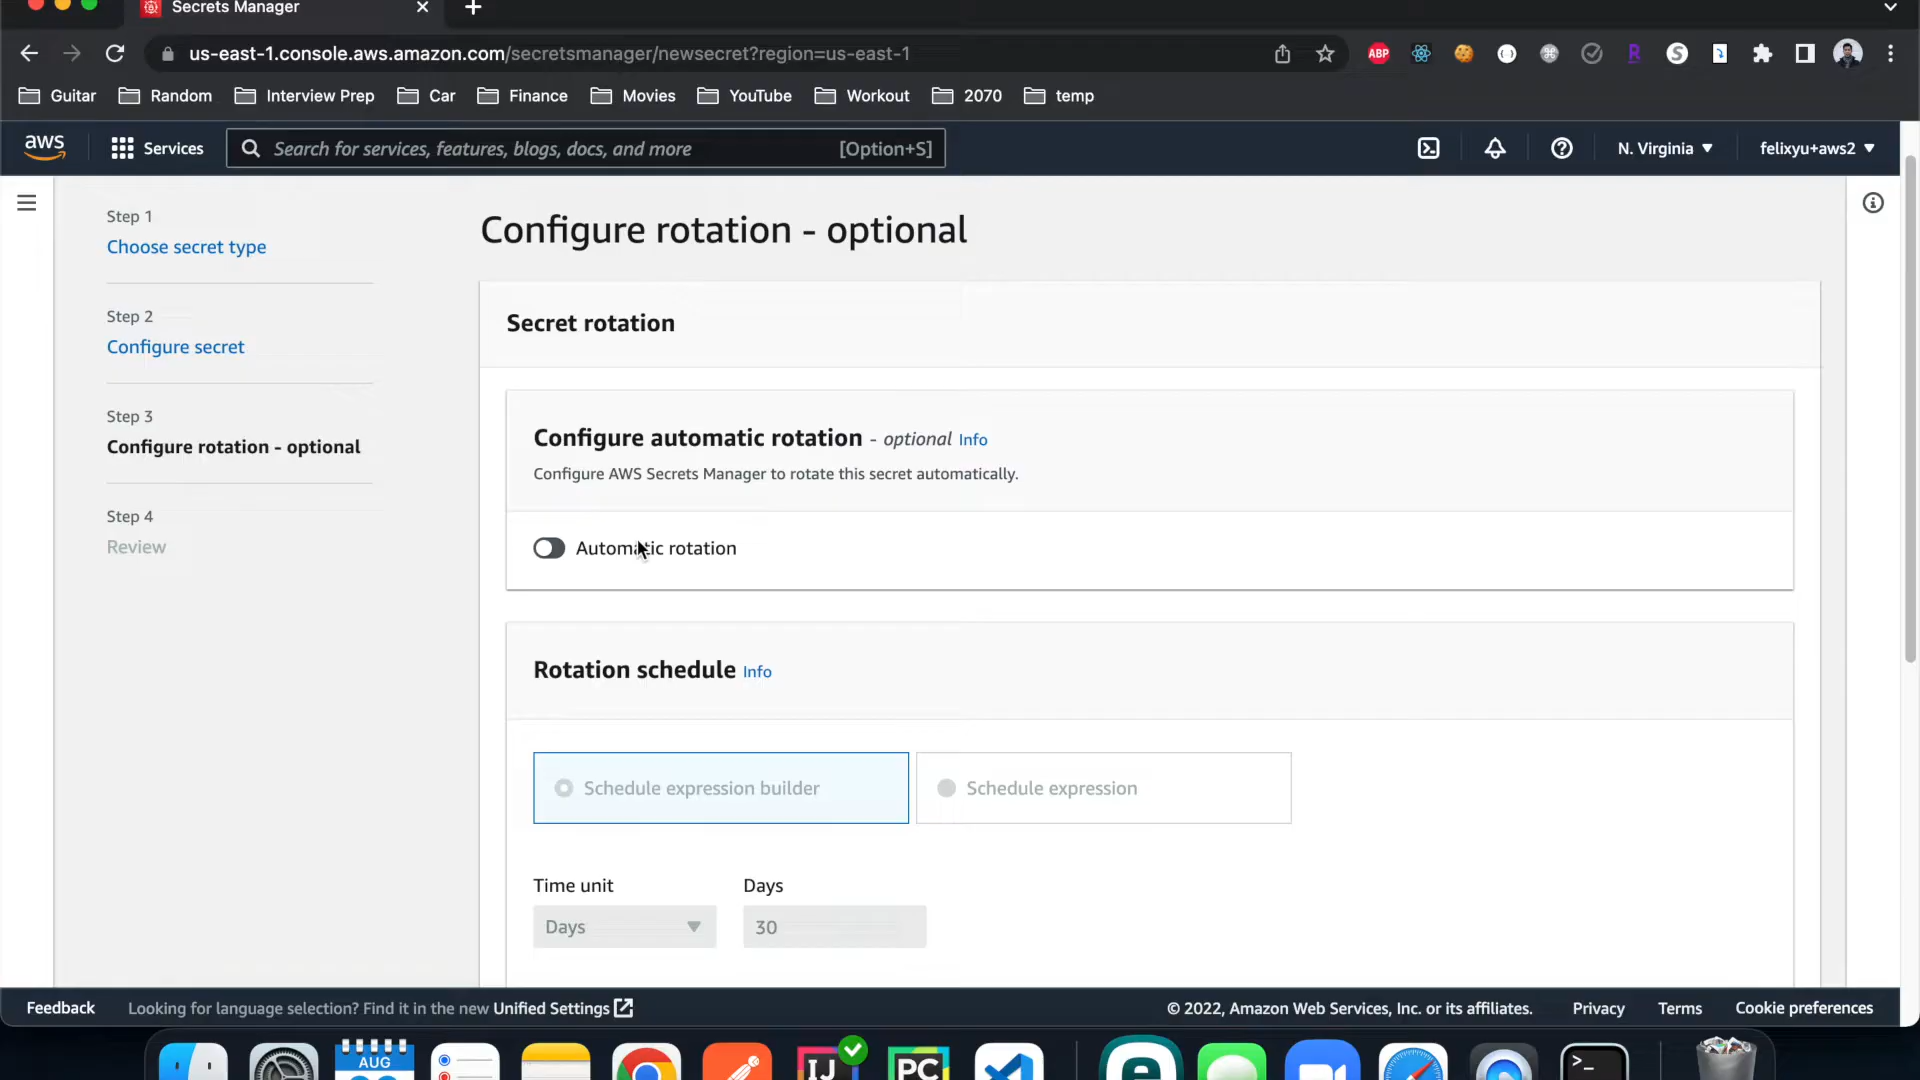 Secrets Manager
us-east-1.console.aws.amazon.com/secretsmanager/newsecret?region=us-east-1
ABP
R
S
Guitar Random Interview Prep Car Finance Movies YouTube Workout 2070 temp
aws Services Search for services, features, blogs, docs, and more [Option+S] N. Virginia felixyu+aws2
Step 1
Choose secret type
Step 2
Configure secret
Step 3
Configure rotation - optional
Step 4
Review
Configure rotation - optional
Secret rotation
Configure automatic rotation - optional Info
Configure AWS Secrets Manager to rotate this secret automatically.
Automatic rotation
Rotation schedule Info
Schedule expression builder
Schedule expression
Time unit Days
Days 30
Feedback Looking for language selection? Find it in the new Unified Settings © 2022, Amazon Web Services, Inc. or its affiliates. Privacy Terms Cookie preferences
AUG
IJ
PC